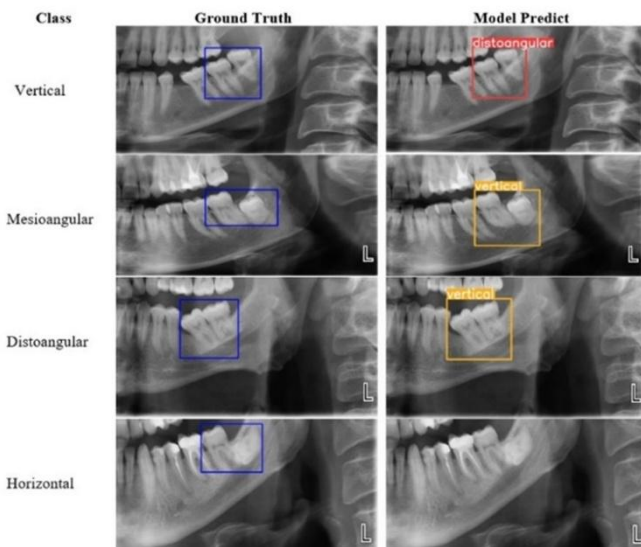 Class Ground Truth Model Predict
Vertical
distoangular
Mesioangular
vertical
L L
Distoangular
vertical
L L
Horizontal
L L